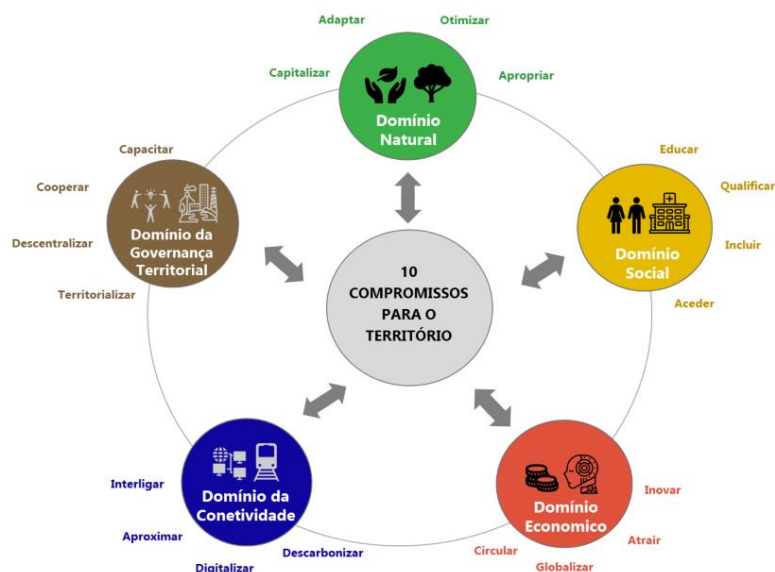 Adaptar
Otimizar
Capitalizar
Apropriar
Domínio
Natural
Educar
Qualificar
Incluir
Aceder
Domínio
Social
Capacitar
Cooperar
Descentralizar
Territorializar
Domínio da
Governança
Territorial
10
COMPROMISSOS
PARA O
TERRITÓRIO
Interligar
Aproximar
Digitalizar
Descarbonizar
Domínio da
Conetividade
Domínio
Economico
Inovar
Atrair
Globalizar
Circular